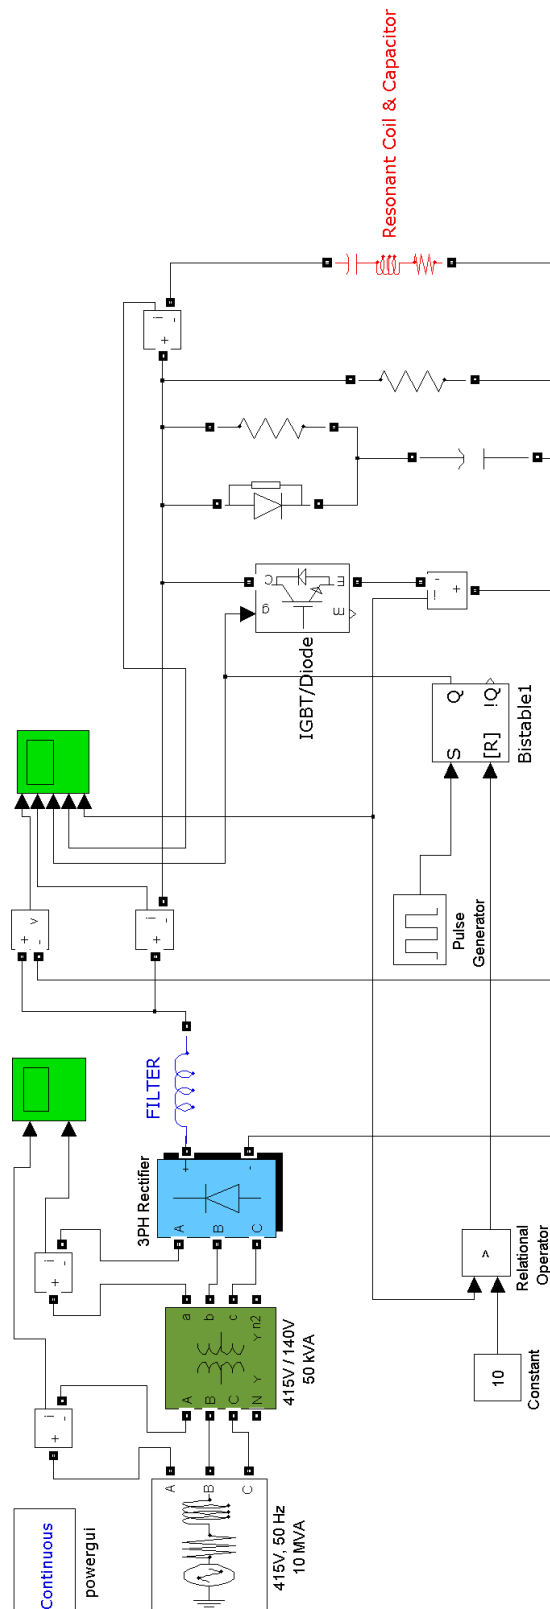 Resonant Coil & Capacitor
i
-
+
C
E
g
m
IGBT/Diode
-
i
+
S
Q
[R]
!Q
Bistable1
Pulse
Generator
+
v
-
i
-
+
FILTER
3PH Rectifier
A
B
C
+
-
+
i
-
a
b
c
n2
A
B
C
N
Y
Y
415V / 140V
50 kVA
+
i
-
>
Relational
Operator
10
Constant
A
B
C
415V, 50 Hz
10 MVA
Continuous
powergui